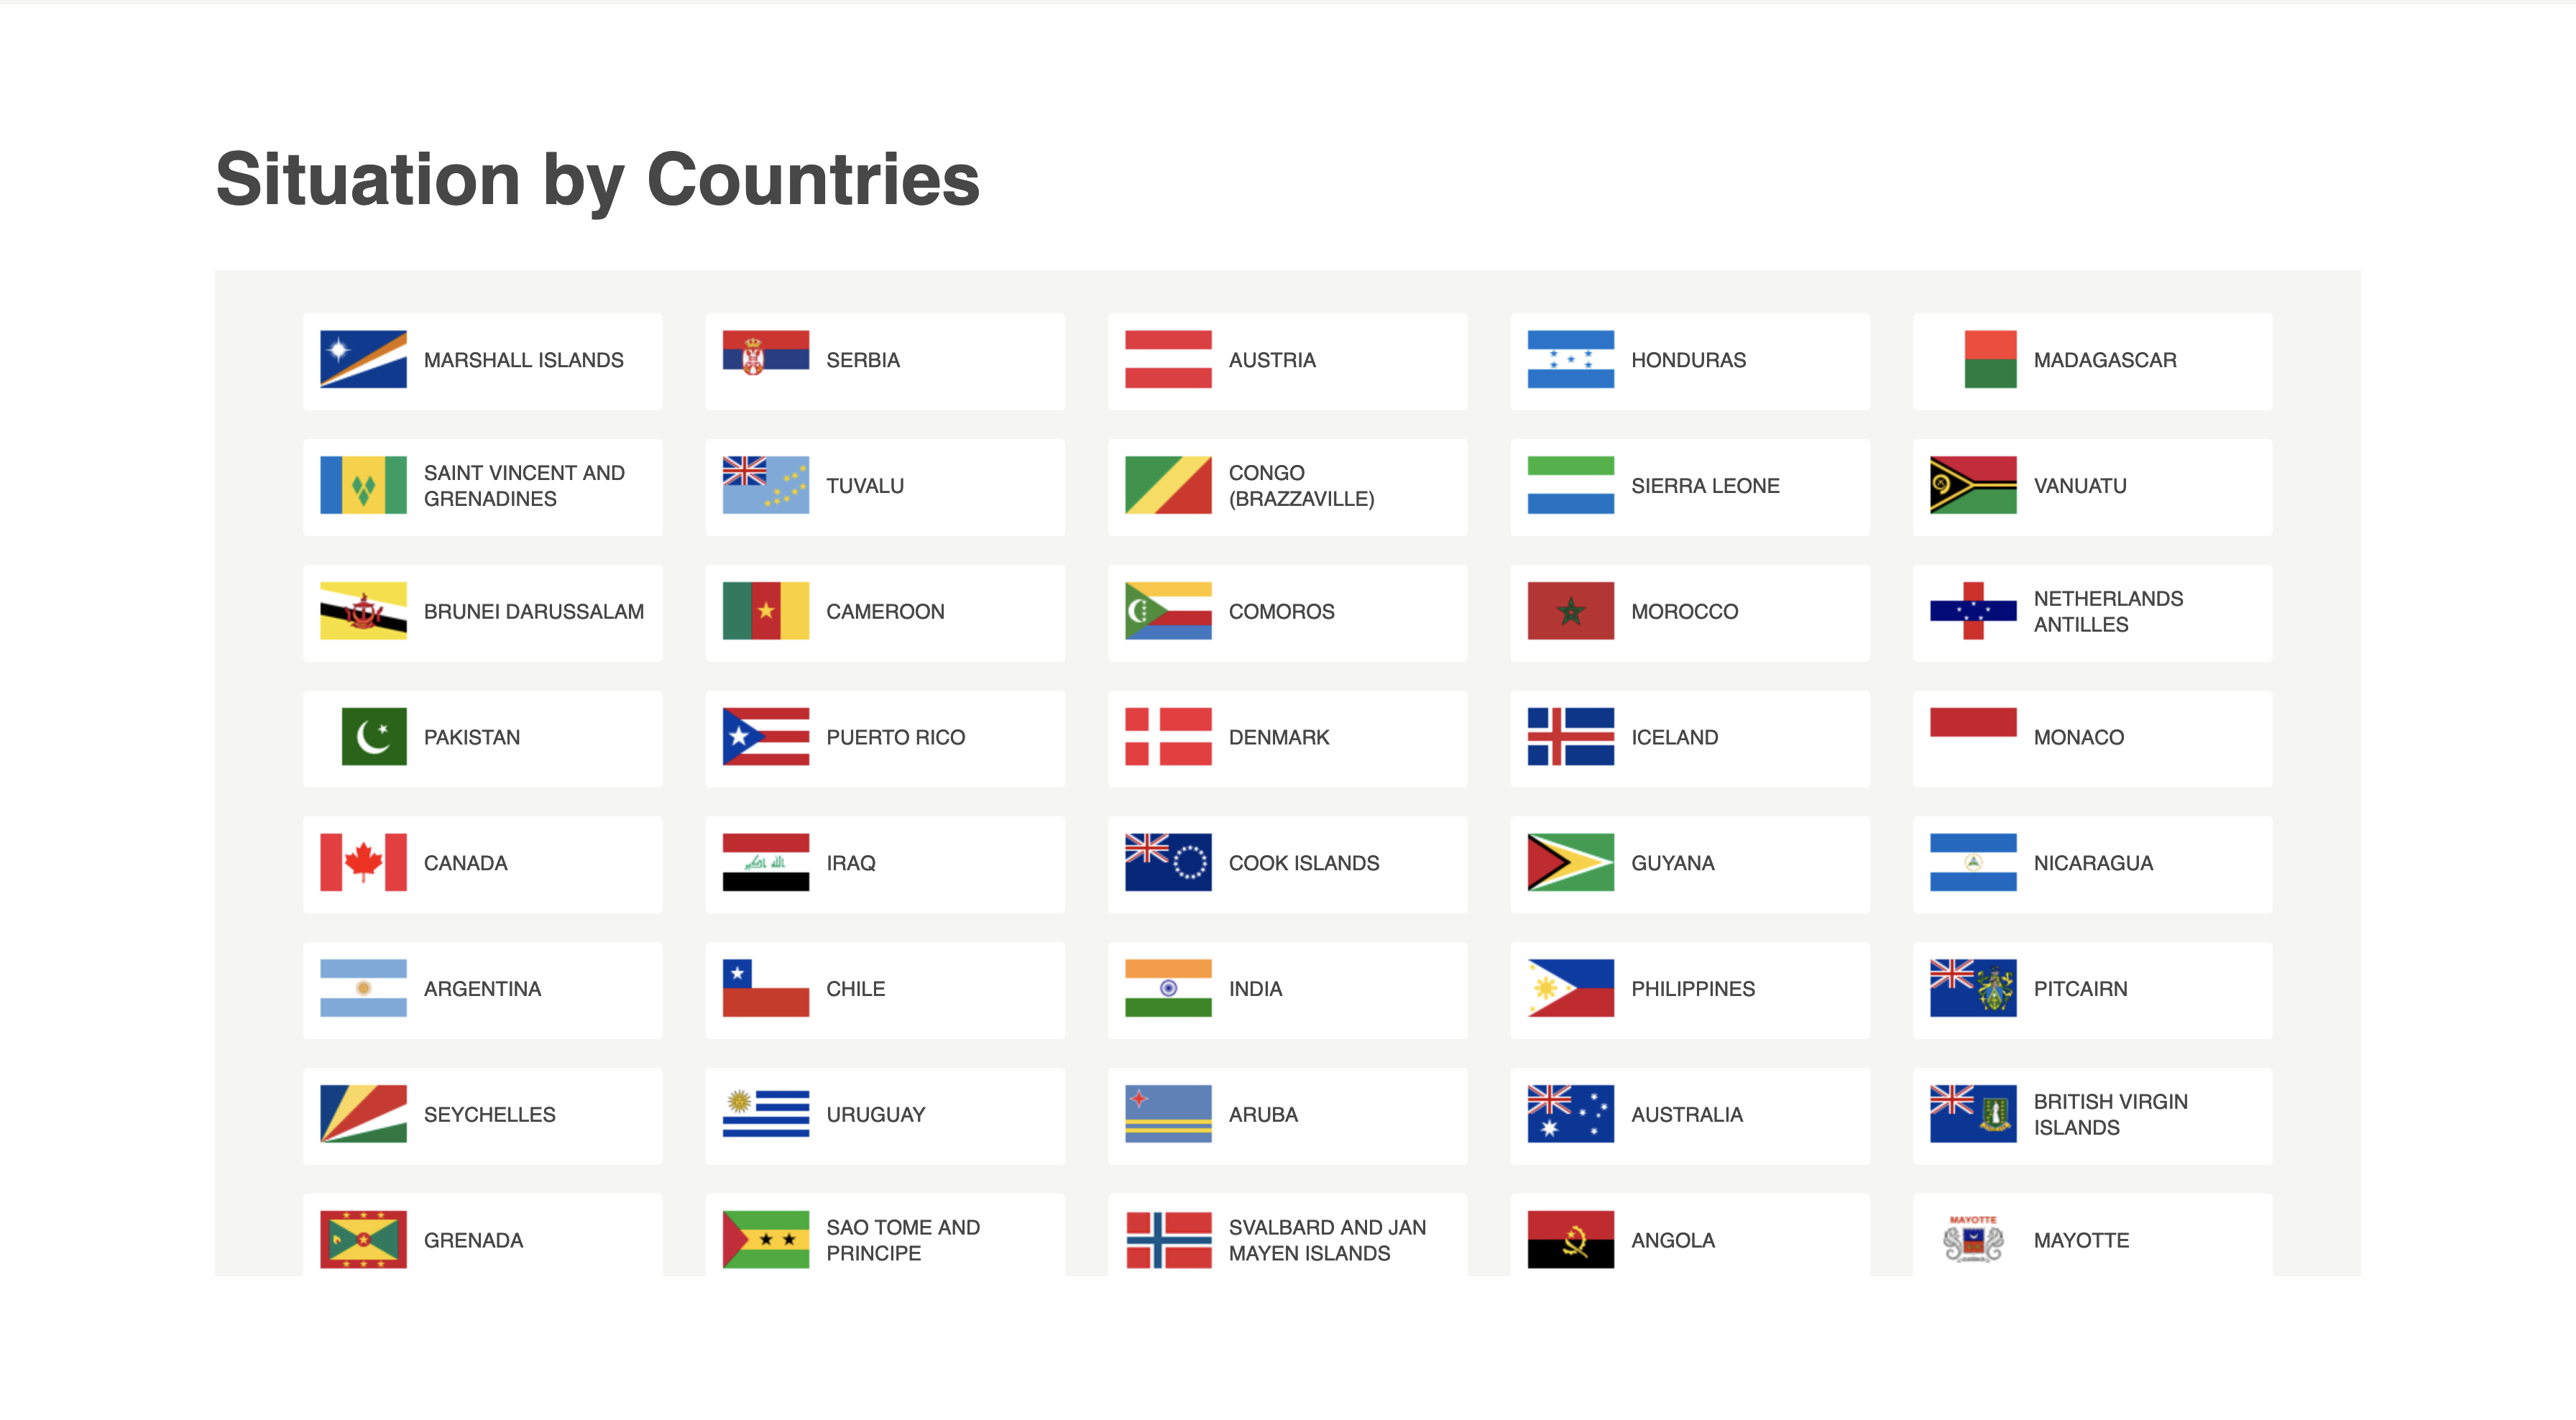 Situation by Countries
MARSHALL ISLANDS
SERBIA
AUSTRIA
HONDURAS
MADAGASCAR
SAINT VINCENT AND
GRENADINES
TUVALU
CONGO
(BRAZZAVILLE)
SIERRA LEONE
VANUATU
BRUNEI DARUSSALAM
CAMEROON
COMOROS
MOROCCO
NETHERLANDS
ANTILLES
PAKISTAN
PUERTO RICO
DENMARK
ICELAND
MONACO
CANADA
الله اكبر
IRAQ
COOK ISLANDS
GUYANA
NICARAGUA
ARGENTINA
CHILE
INDIA
PHILIPPINES
PITCAIRN
SEYCHELLES
URUGUAY
ARUBA
AUSTRALIA
BRITISH VIRGIN
ISLANDS
GRENADA
SAO TOME AND
PRINCIPE
SVALBARD AND JAN
MAYEN ISLANDS
ANGOLA
MAYOTTE
MAYOTTE